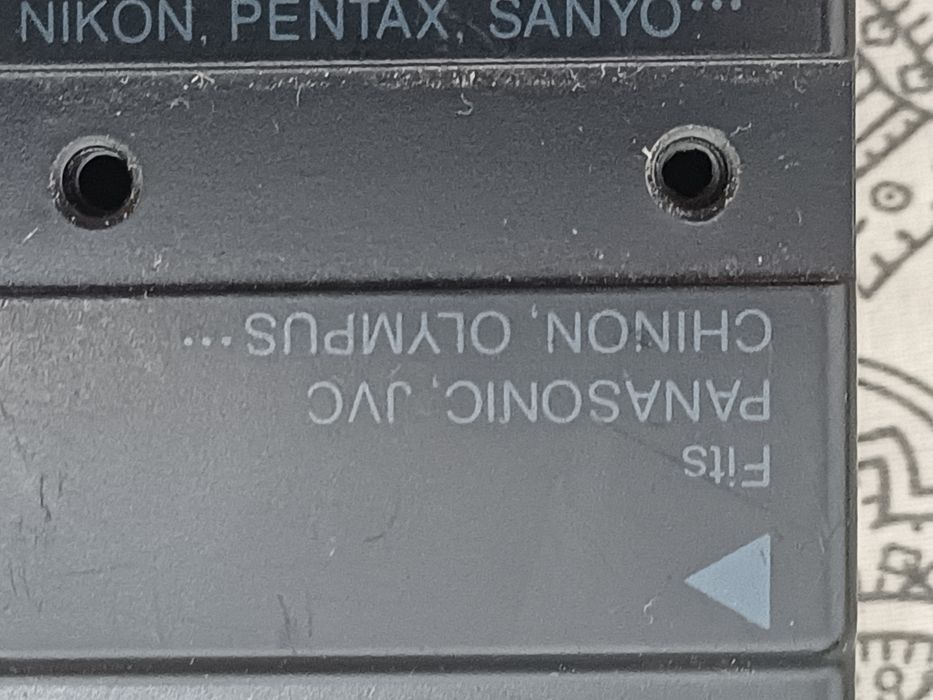 NIKON, PENTAX, SANYO...
Fits
PANASONIC, JVC
CHINON, OLYMPUS...